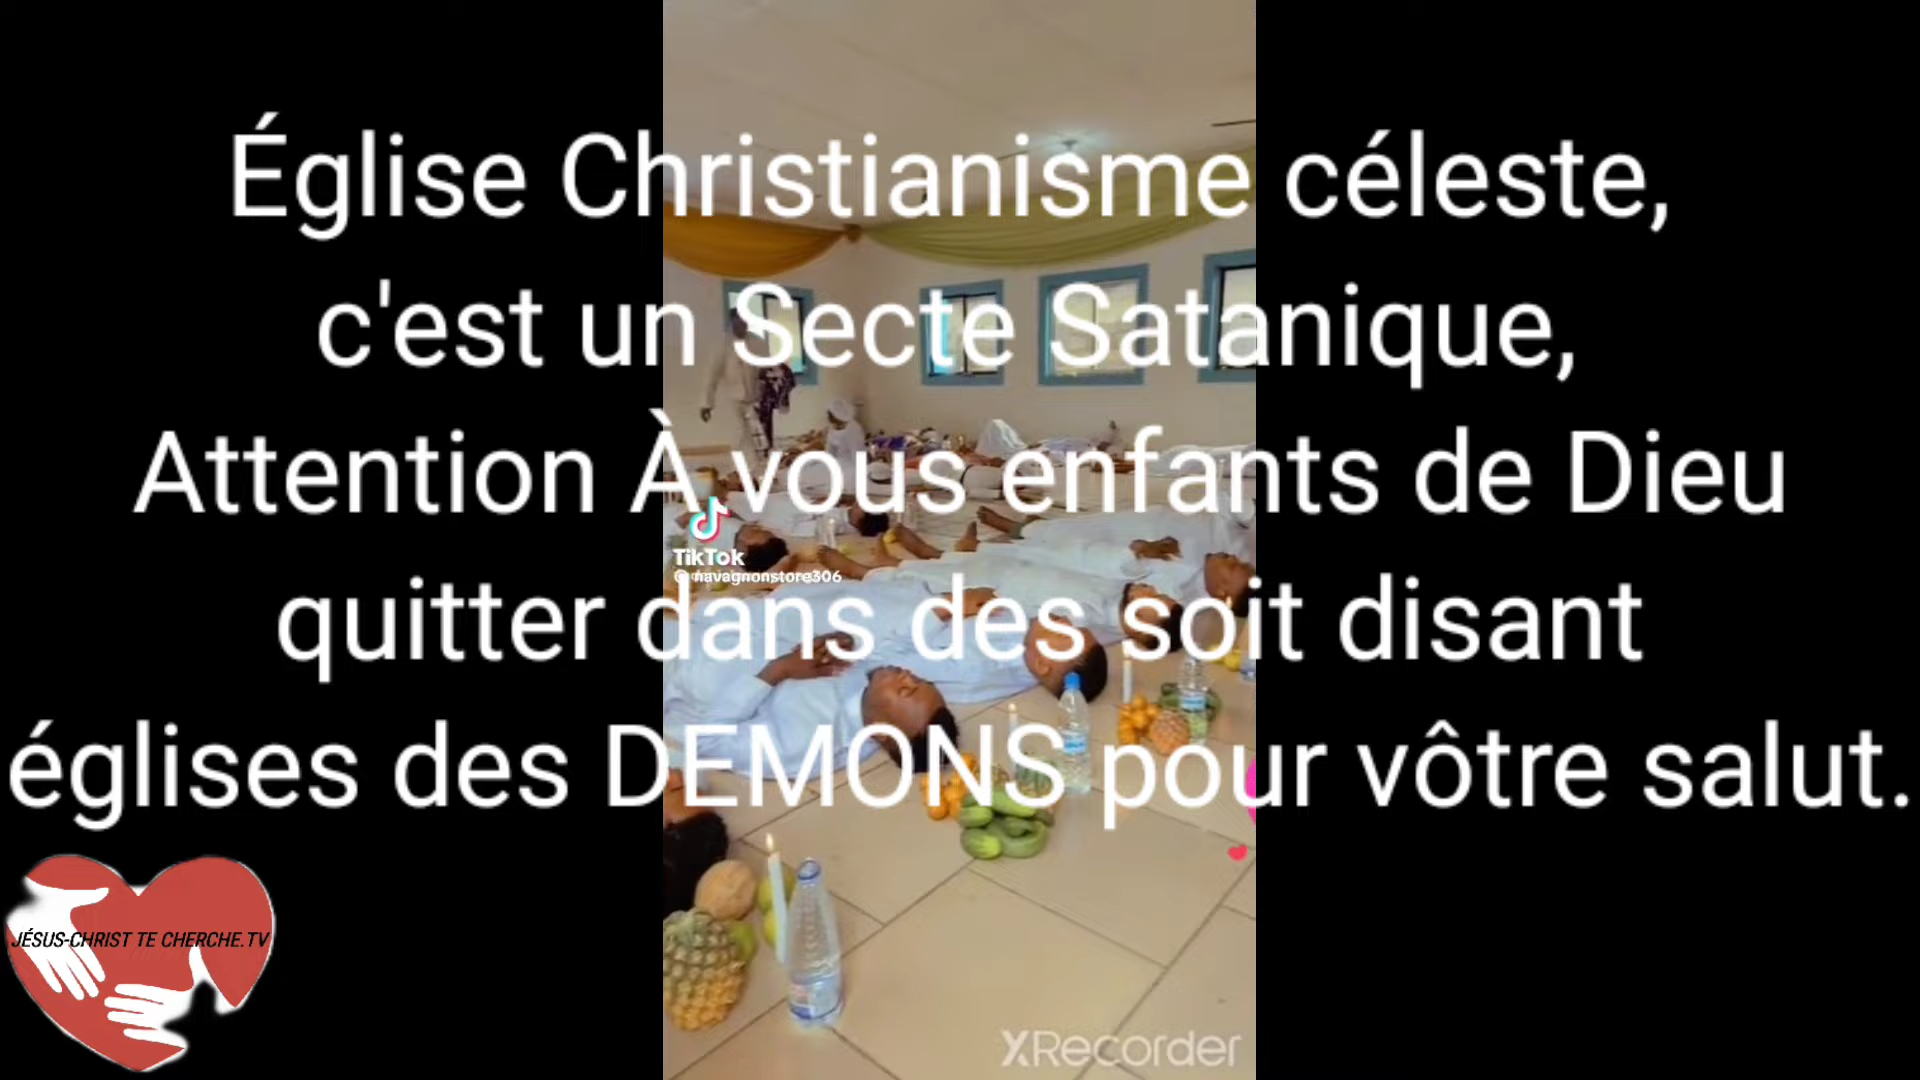 Église Christianisme céleste,
c'est un Secte Satanique,
Attention À vous enfants de Dieu
TikTok
@mavagnonstore306
quitter dans des soit disant
églises des DEMONS pour vôtre salut.
JÉSUS-CHRIST TE CHERCHE.TV
XRecorder